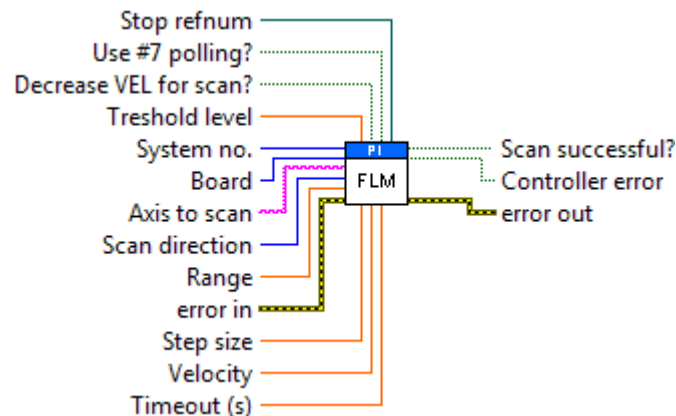 Stop refnum
Use #7 polling?
Decrease VEL for scan?
Treshold level
System no.
Board
Axis to scan
Scan direction
Range
error in
Step size
Velocity
Timeout (s)
PI
FLM
Scan successful?
Controller error
error out